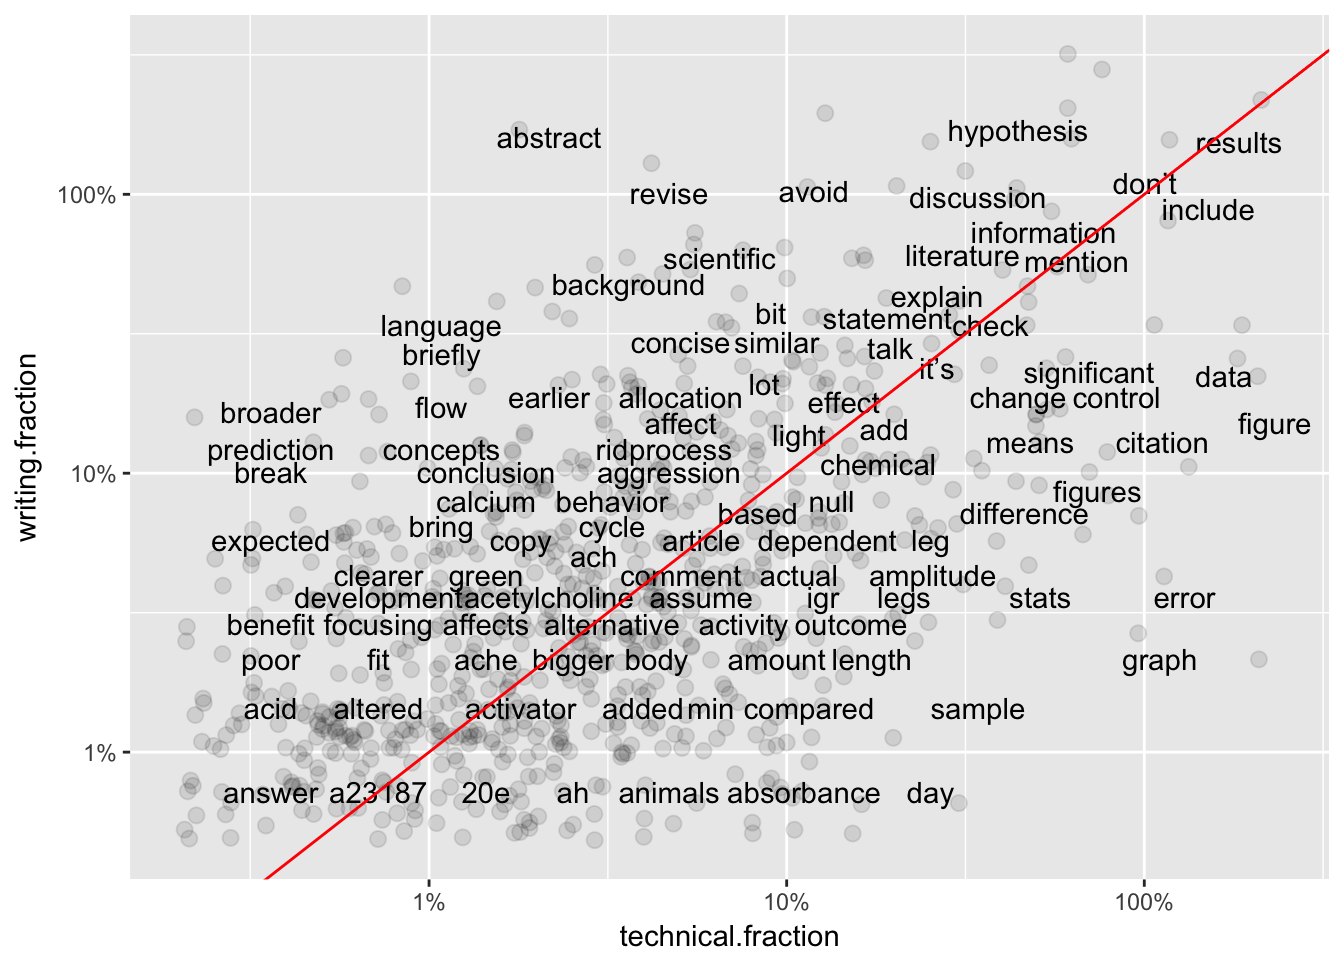 abstract
hypothesis
results
100%
revise
avoid
discussion
don't
include
information
scientific
literature
mention
background
explain
bit
statement
language
check
concise
similar
briefly
talk
it's
significant
data
lot
earlier
allocation
effect
change
control
broader
flow
affect
light
add
means
citation
figure
prediction
concepts
ridprocess
chemical
10%
break
conclusion
aggression
figures
calcium
behavior
null
based
difference
bring
cycle
expected
copy
article
dependent
leg
ach
clearer
green
comment
actual
amplitude
development
acetylcholine
assume
igr
legs
stats
error
benefit
focusing
affects
alternative
activity
outcome
poor
fit
ache
bigger
body
amount
length
graph
acid
altered
activator
added
min
compared
sample
1%
answer
a23187
20e
ah
animals
absorbance
day
writing.fraction
1%
10%
100%
technical.fraction